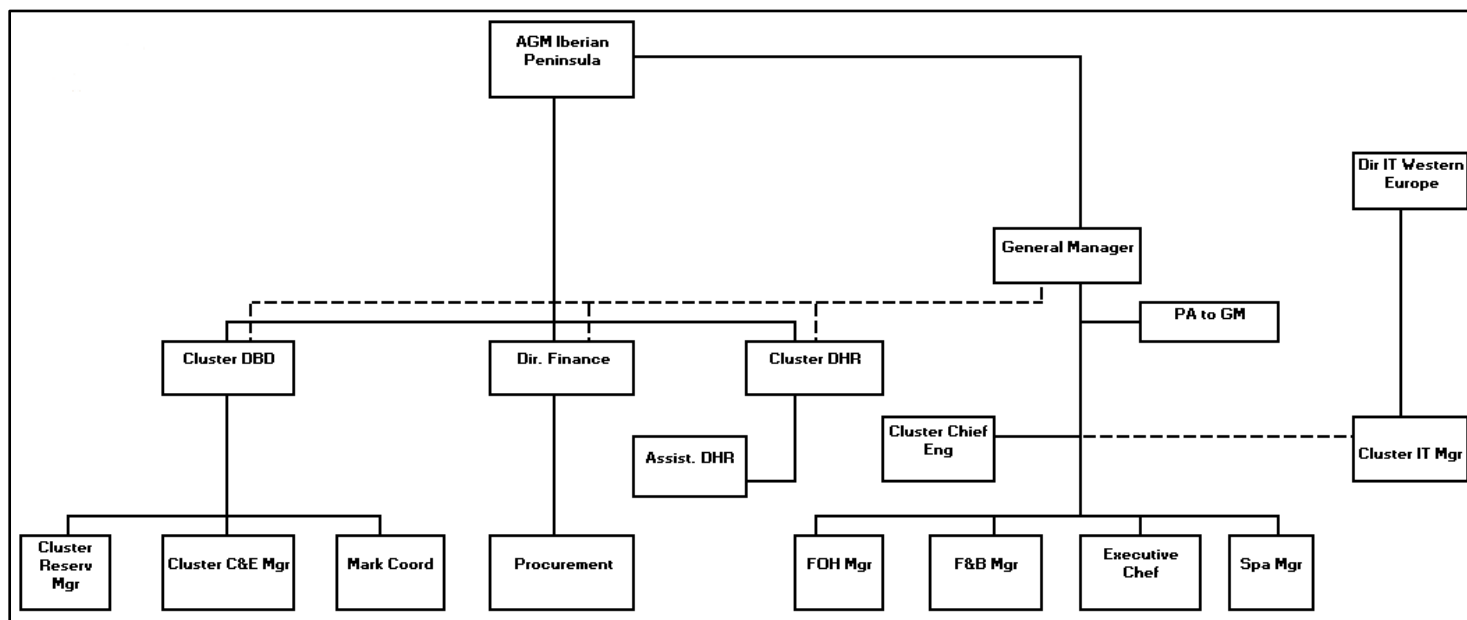 AGM Iberian
Peninsula
Dir IT Western
Europe
General Manager
PA to GM
Cluster DBD
Dir. Finance
Cluster DHR
Cluster Chief
Eng
Assist. DHR
Cluster IT Mgr
Cluster
Reserv
Mgr
Cluster C&E Mgr
Mark Coord
Procurement
FOH Mgr
F&B Mgr
Executive
Chef
Spa Mgr